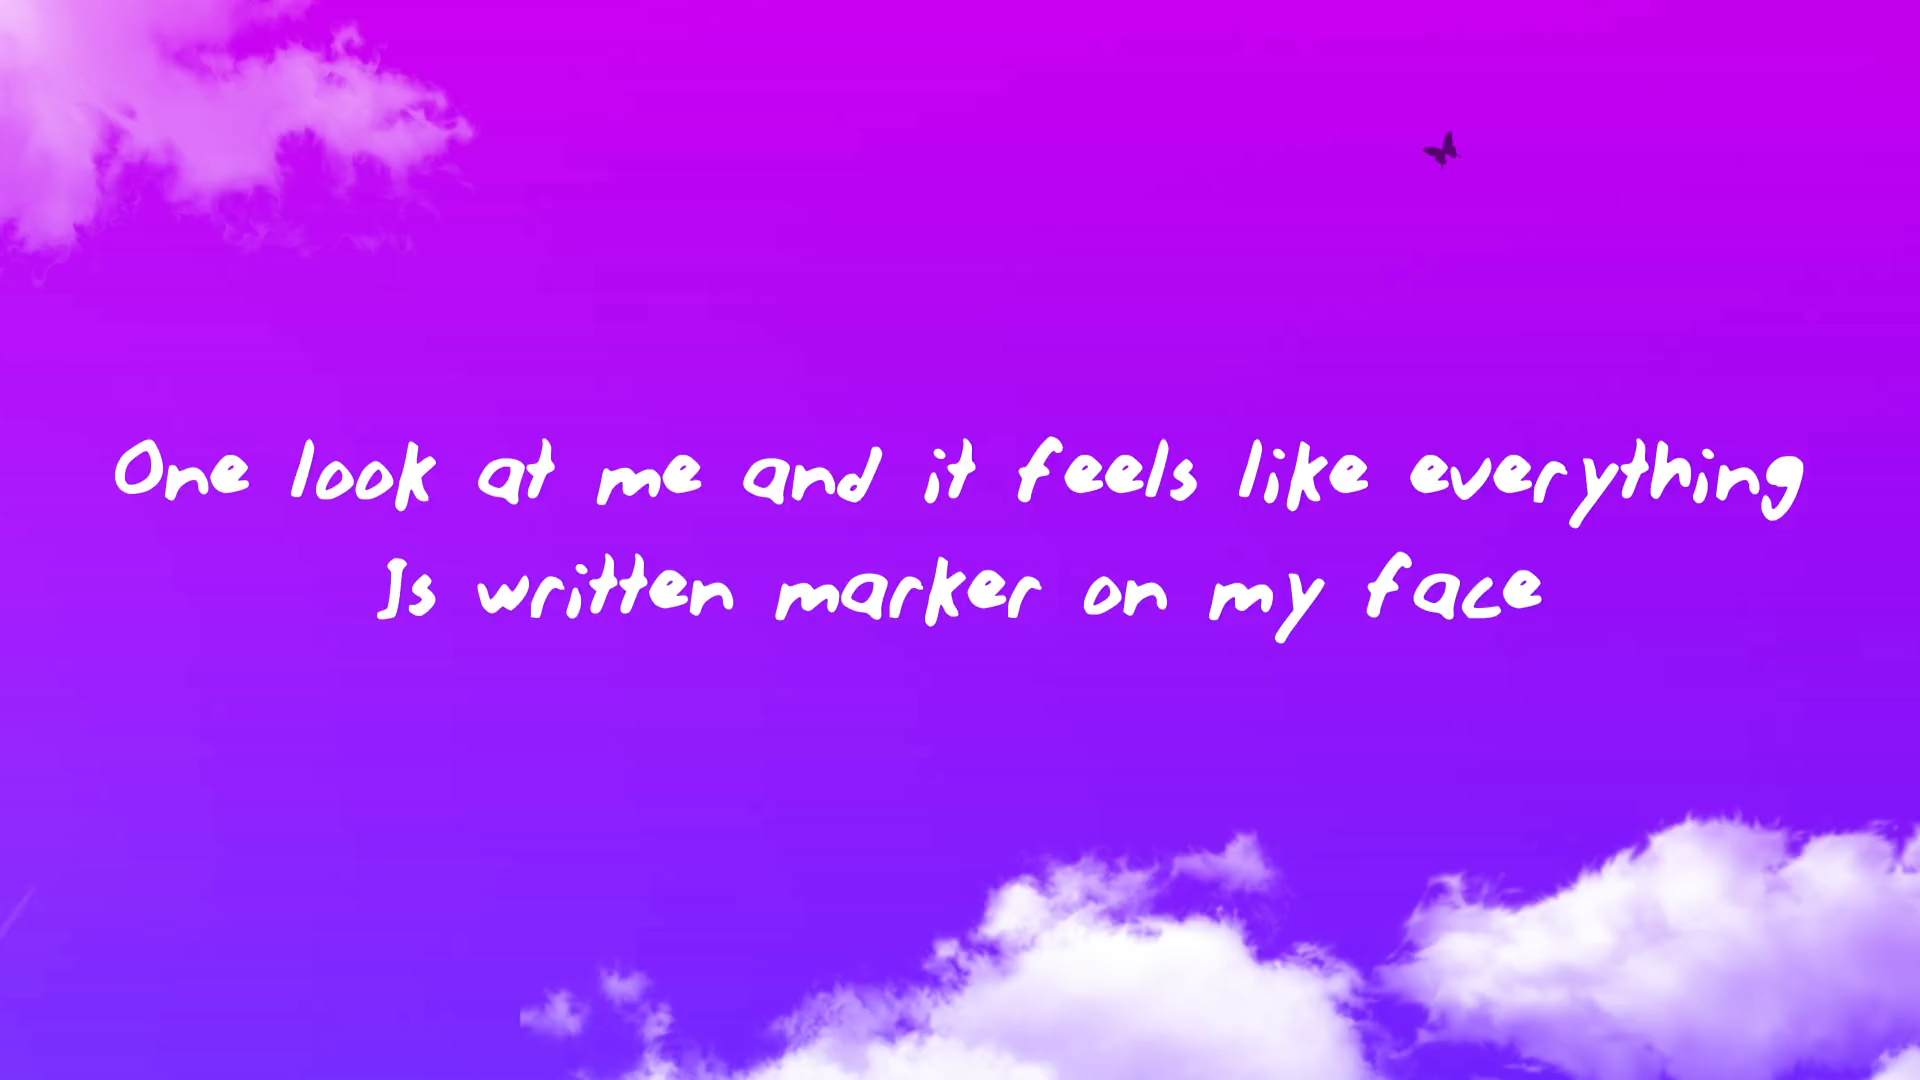 One look at me and it feels like everything
Is written marker on my face